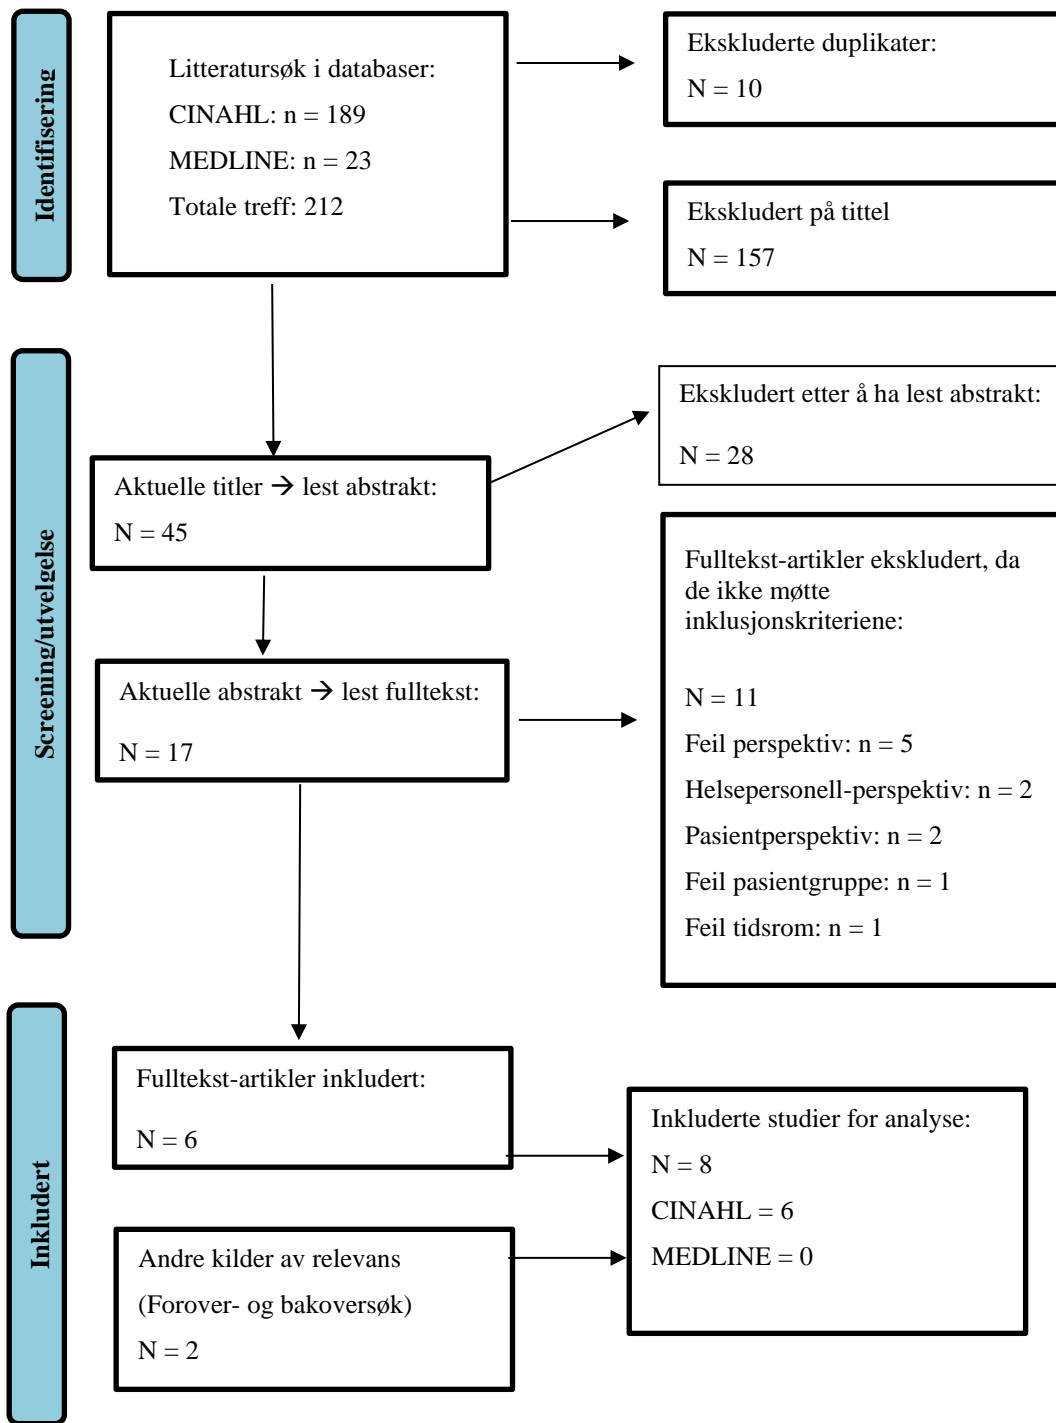 Identifisering
Litteratursøk i databaser:
CINAHL: n = 189
MEDLINE: n = 23
Totale treff: 212
Ekskluderte duplikater:
N = 10
Ekskludert på tittel
N = 157
Screening/utvelgelse
Aktuelle titler → lest abstrakt:
N = 45
Ekskludert etter å ha lest abstrakt:
N = 28
Aktuelle abstrakt → lest fulltekst:
N = 17
Fulltekst-artikler ekskludert, da
de ikke møtte
inklusjonskriteriene:
N = 11
Feil perspektiv: n = 5
Helsepersonell-perspektiv: n = 2
Pasientperspektiv: n = 2
Feil pasientgruppe: n = 1
Feil tidsrom: n = 1
Inkludert
Fulltekst-artikler inkludert:
N = 6
Andre kilder av relevans
(Forover- og bakoversøk)
N = 2
Inkluderte studier for analyse:
N = 8
CINAHL = 6
MEDLINE = 0